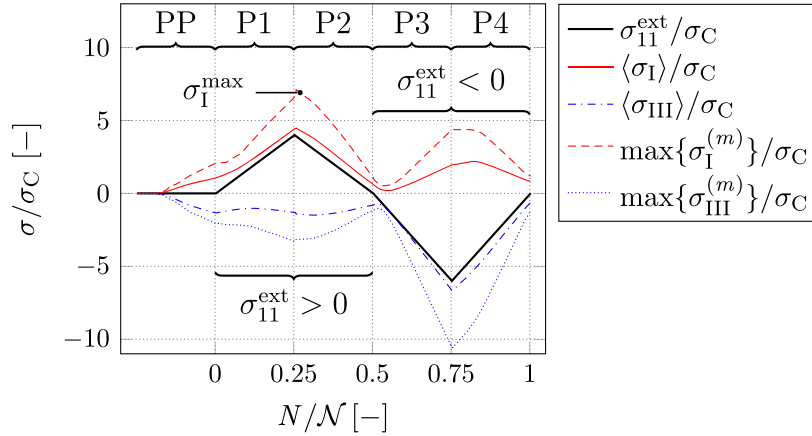 PP P1 P2 P3 P4
10
5
0
−5
−10
σ/σ_C [−]
σ_I^max
σ_11^ext < 0
σ_11^ext > 0
0 0.25 0.5 0.75 1
N/𝒩 [−]
σ_11^ext/σ_C
⟨σ_I⟩/σ_C
⟨σ_III⟩/σ_C
max{σ_I^(m)}/σ_C
max{σ_III^(m)}/σ_C